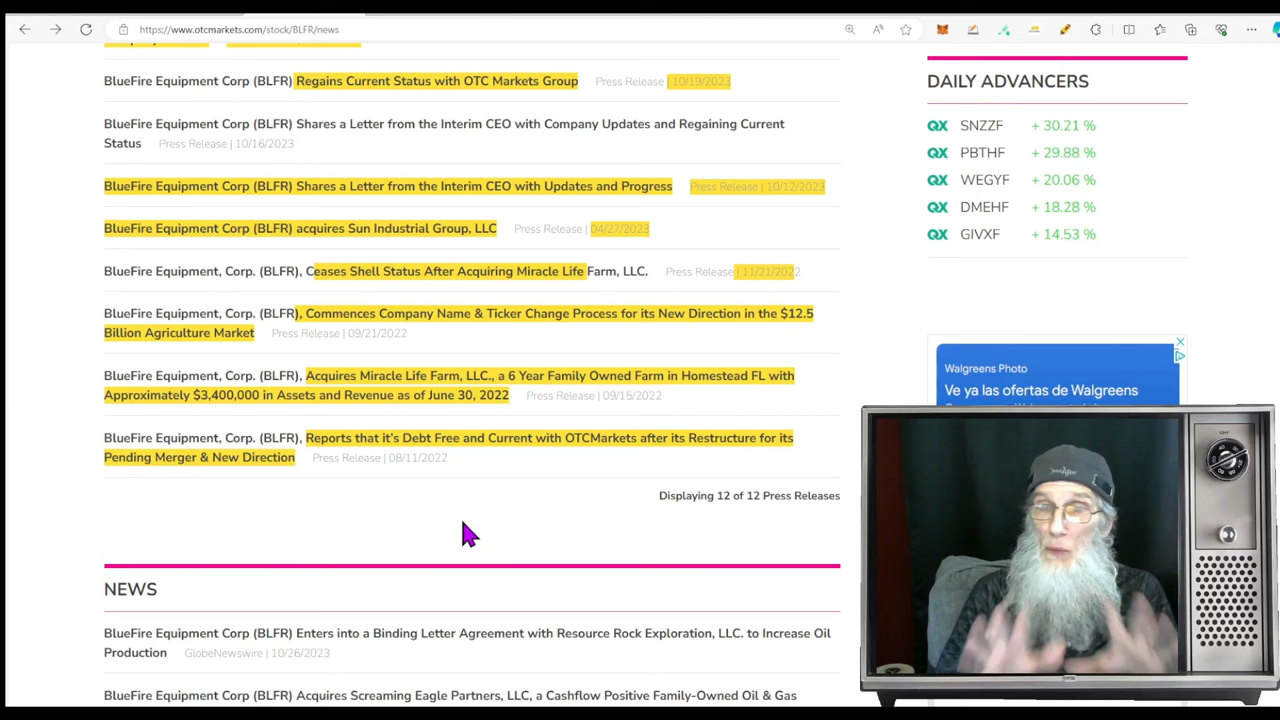 https://www.otcmarkets.com/stock/BLFR/news
BlueFire Equipment Corp (BLFR) Regains Current Status with OTC Markets Group Press Release | 10/19/2023
BlueFire Equipment Corp (BLFR) Shares a Letter from the Interim CEO with Company Updates and Regaining Current
Status Press Release | 10/16/2023
BlueFire Equipment Corp (BLFR) Shares a Letter from the Interim CEO with Updates and Progress Press Release | 10/12/2023
BlueFire Equipment Corp (BLFR) acquires Sun Industrial Group, LLC Press Release | 04/27/2023
BlueFire Equipment, Corp. (BLFR), Ceases Shell Status After Acquiring Miracle Life Farm, LLC. Press Release | 11/21/2022
BlueFire Equipment, Corp. (BLFR), Commences Company Name & Ticker Change Process for its New Direction in the $12.5
Billion Agriculture Market Press Release | 09/21/2022
BlueFire Equipment, Corp. (BLFR), Acquires Miracle Life Farm, LLC., a 6 Year Family Owned Farm in Homestead FL with
Approximately $3,400,000 in Assets and Revenue as of June 30, 2022 Press Release | 09/15/2022
BlueFire Equipment, Corp. (BLFR), Reports that it's Debt Free and Current with OTCMarkets after its Restructure for its
Pending Merger & New Direction Press Release | 08/11/2022
Displaying 12 of 12 Press Releases
NEWS
BlueFire Equipment Corp (BLFR) Enters into a Binding Letter Agreement with Resource Rock Exploration, LLC. to Increase Oil
Production GlobeNewswire | 10/26/2023
BlueFire Equipment Corp (BLFR) Acquires Screaming Eagle Partners, LLC, a Cashflow Positive Family-Owned Oil & Gas
DAILY ADVANCERS
QX SNZZF + 30.21 %
QX PBTHF + 29.88 %
QX WEGYF + 20.06 %
QX DMEHF + 18.28 %
QX GIVXF + 14.53 %
Walgreens Photo
Ve ya las ofertas de Walgreens
UHF